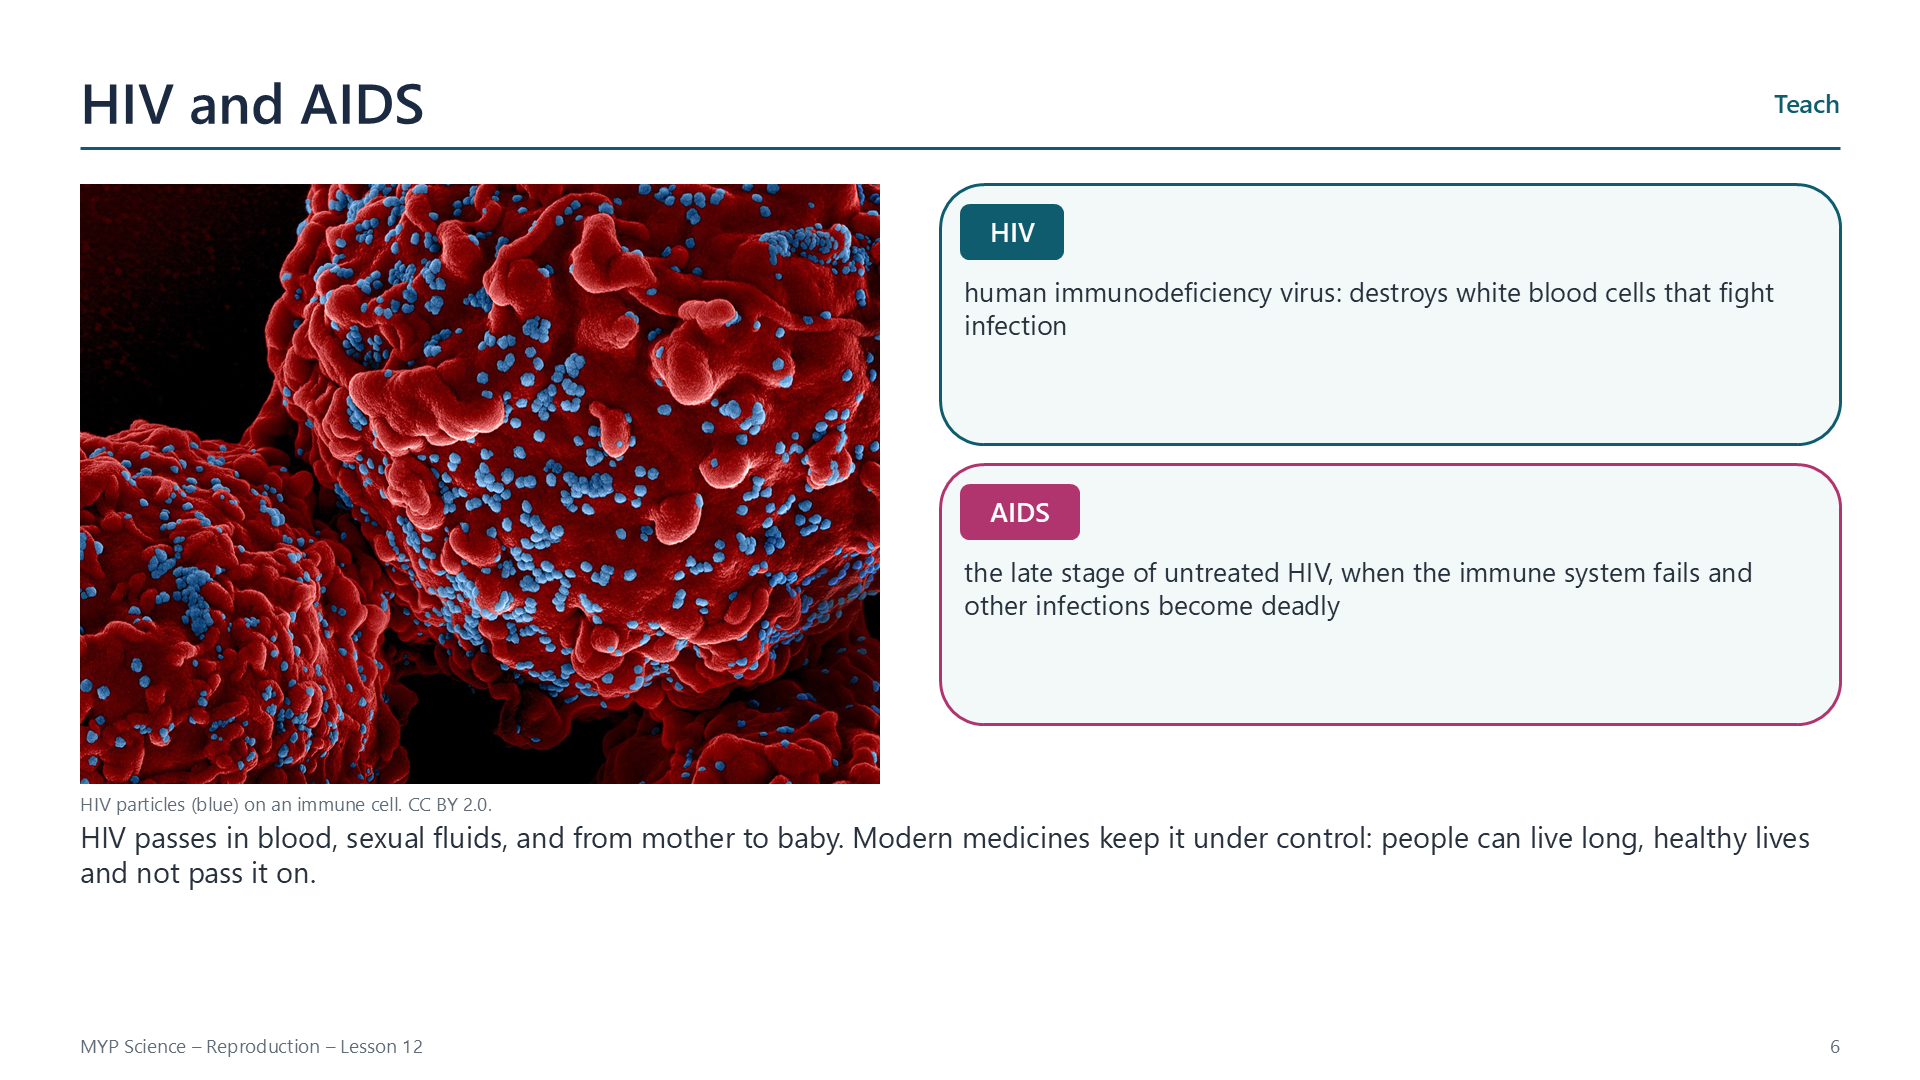 HIV and AIDS
Teach
HIV
human immunodeficiency virus: destroys white blood cells that fight
infection
AIDS
the late stage of untreated HIV, when the immune system fails and
other infections become deadly
HIV particles (blue) on an immune cell. CC BY 2.0.
HIV passes in blood, sexual fluids, and from mother to baby. Modern medicines keep it under control: people can live long, healthy lives
and not pass it on.
MYP Science – Reproduction – Lesson 12
6